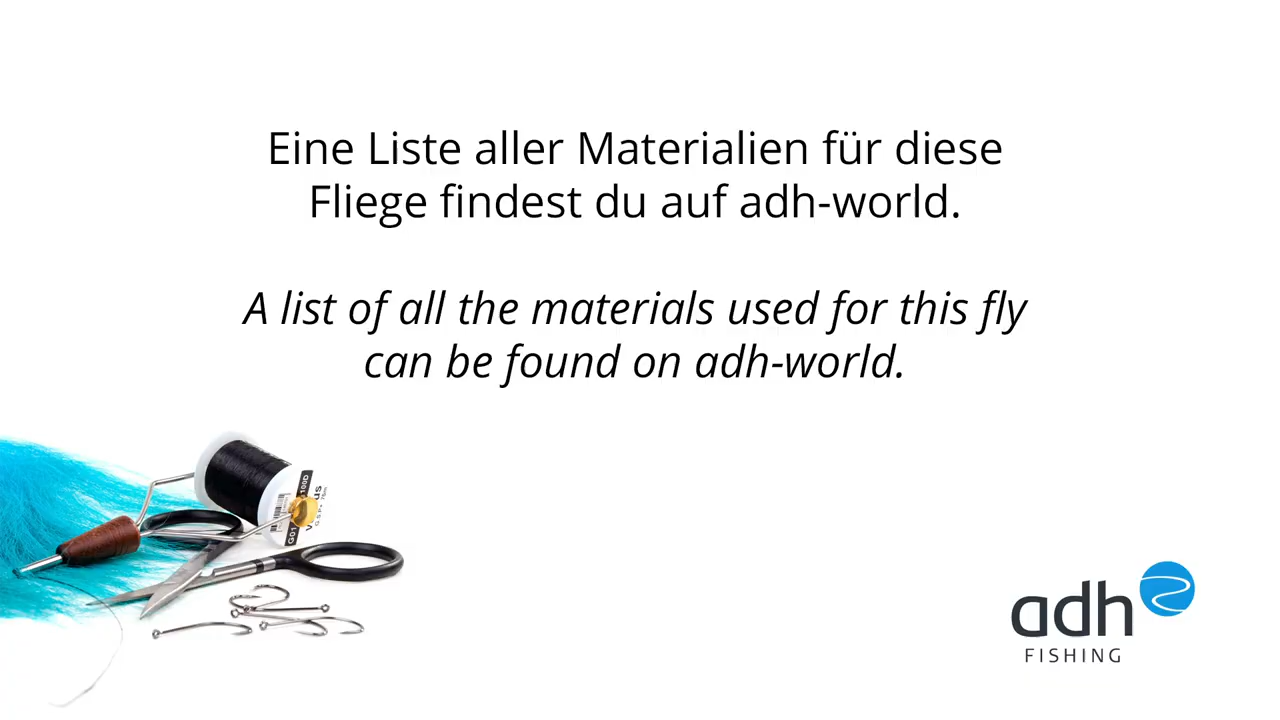 Eine Liste aller Materialien für diese
Fliege findest du auf adh-world.
A list of all the materials used for this fly
can be found on adh-world.
100D
adh
FISHING